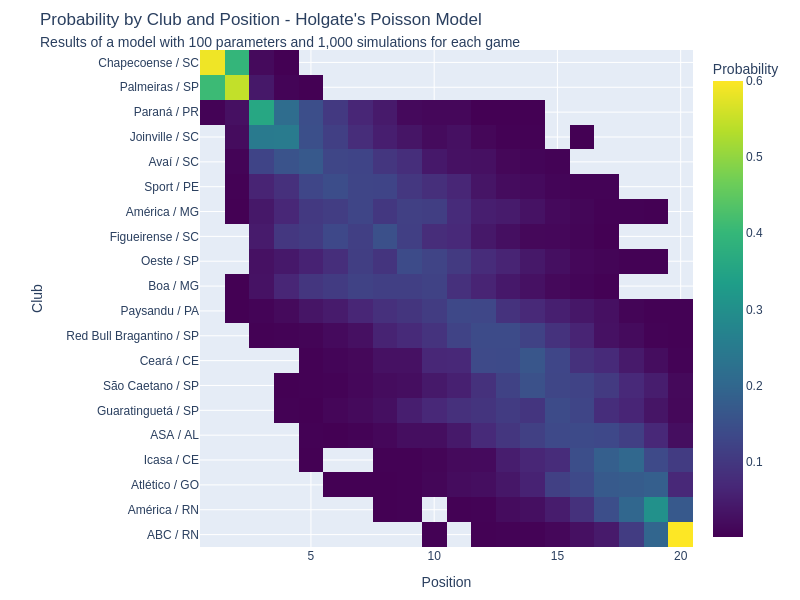 Probability by Club and Position - Holgate's Poisson Model
Results of a model with 100 parameters and 1,000 simulations for each game
Probability
Chapecoense / SC
Palmeiras / SP
Paraná / PR
Joinville / SC
Avaí / SC
Sport / PE
América / MG
Figueirense / SC
Oeste / SP
Boa / MG
Paysandu / PA
Red Bull Bragantino / SP
Ceará / CE
São Caetano / SP
Guaratinguetá / SP
ASA / AL
Icasa / CE
Atlético / GO
América / RN
ABC / RN
Club
5
10
15
20
Position
0.6
0.5
0.4
0.3
0.2
0.1